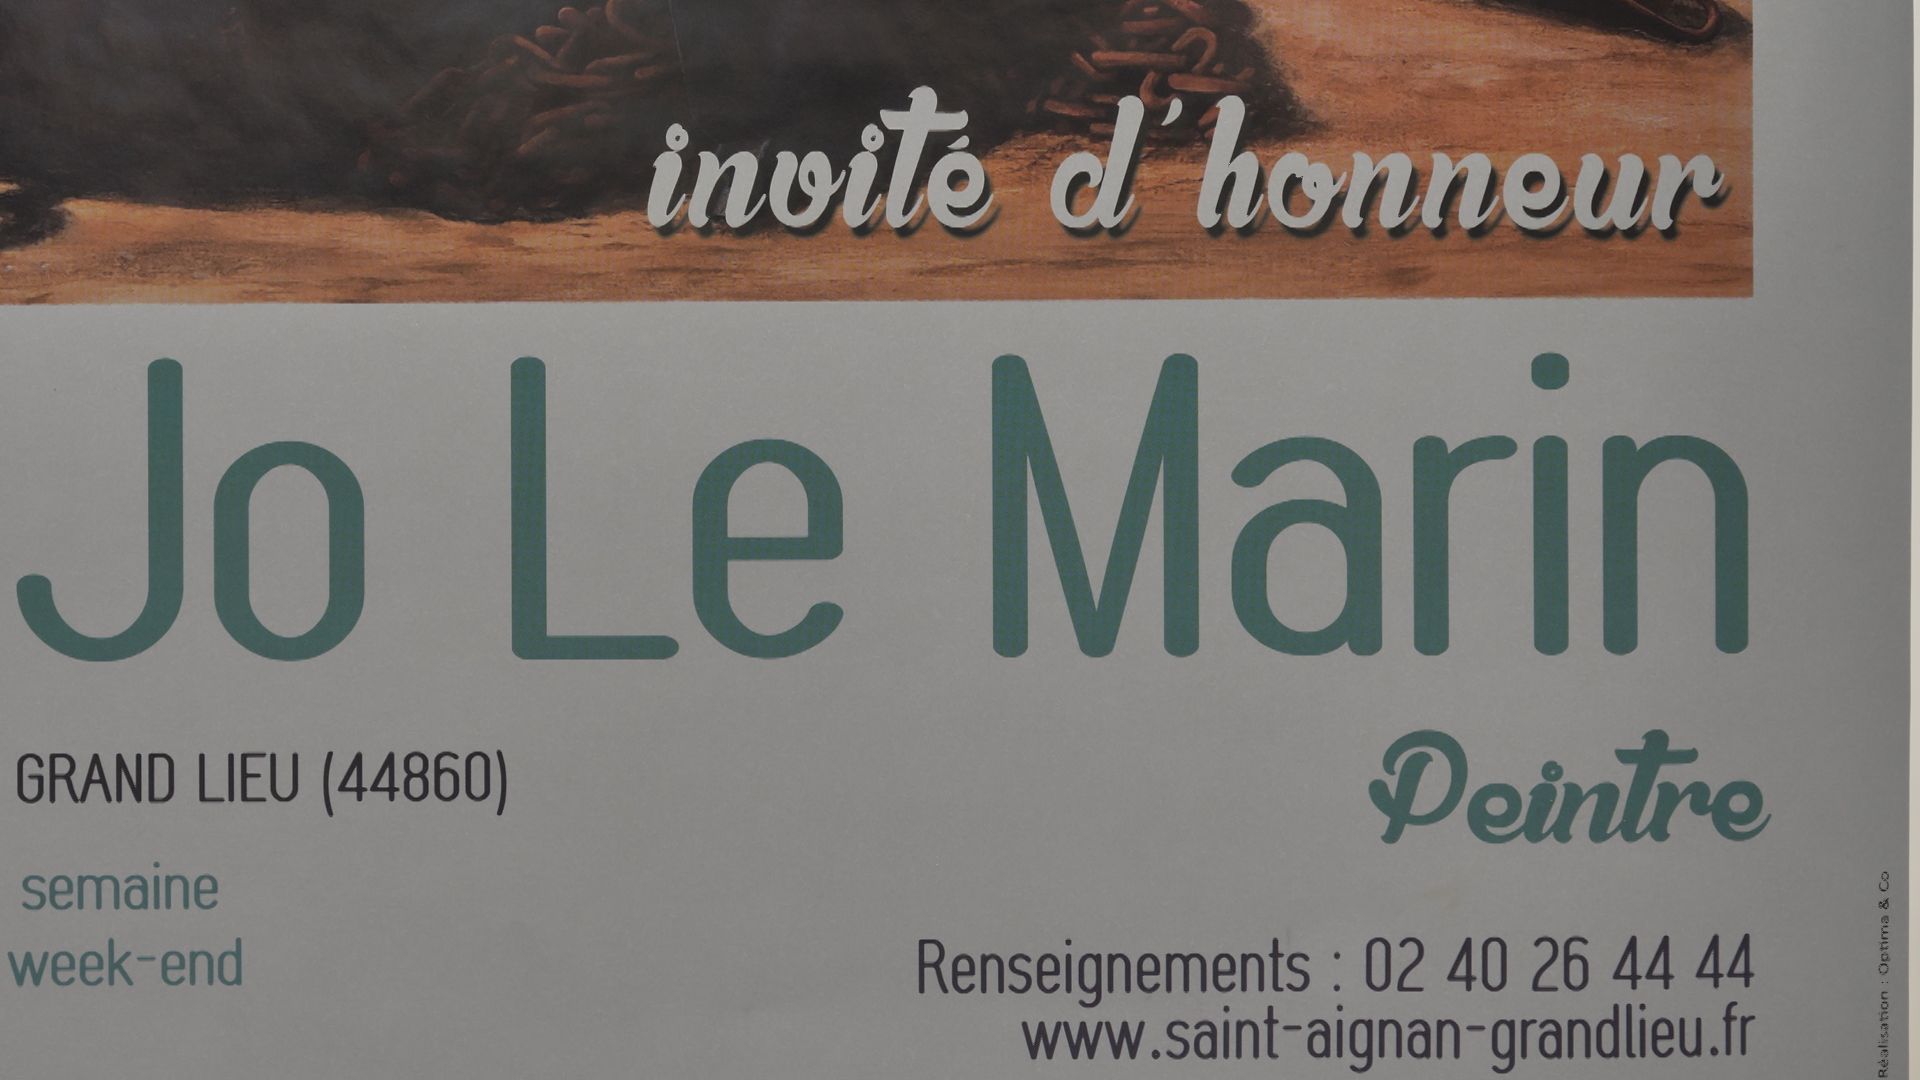 invité d'honneur
Jo Le Marin
Peintre
GRAND LIEU (44860)
semaine
week-end
Renseignements : 02 40 26 44 44
www.saint-aignan-grandlieu.fr
Réalisation : Optima & Co